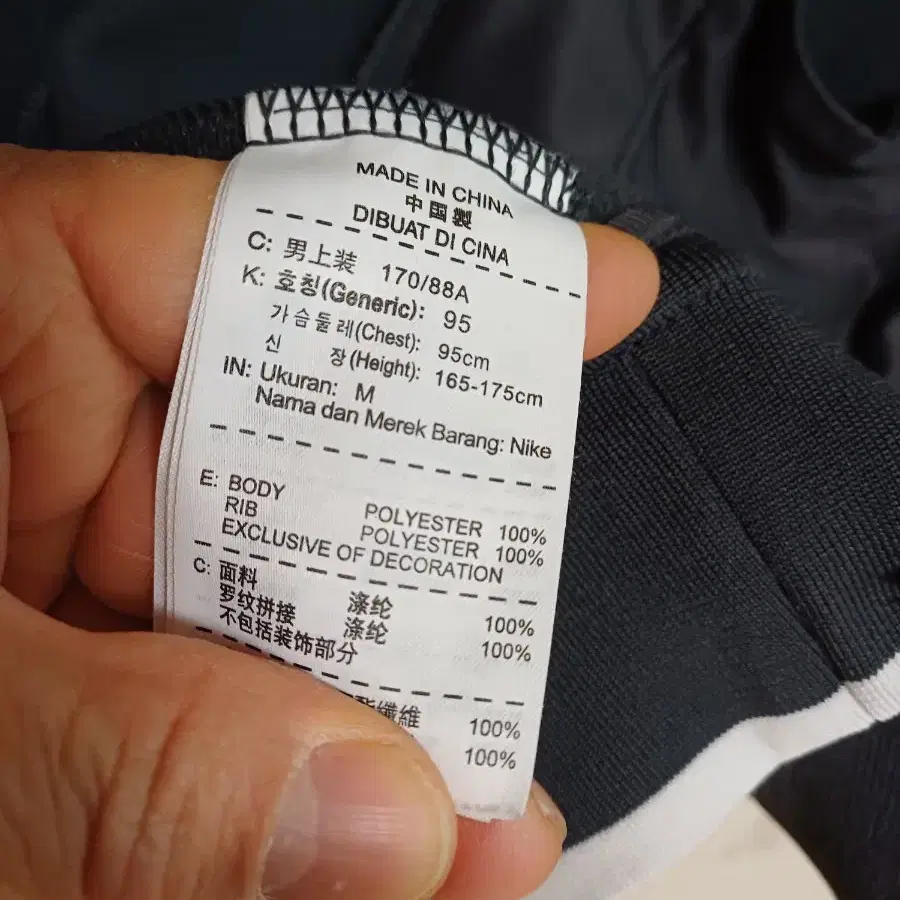 MADE IN CHINA
中国製
DIBUAT DI CINA
C: 男上装 170/88A
K: 호칭(Generic): 95
가슴둘레(Chest): 95cm
신 장(Height): 165-175cm
IN: Ukuran: M
Nama dan Merek Barang: Nike
E: BODY POLYESTER 100%
RIB POLYESTER 100%
EXCLUSIVE OF DECORATION
C: 面料 涤纶 100%
罗纹拼接 涤纶 100%
不包括装饰部分
酯纖維 100%
100%